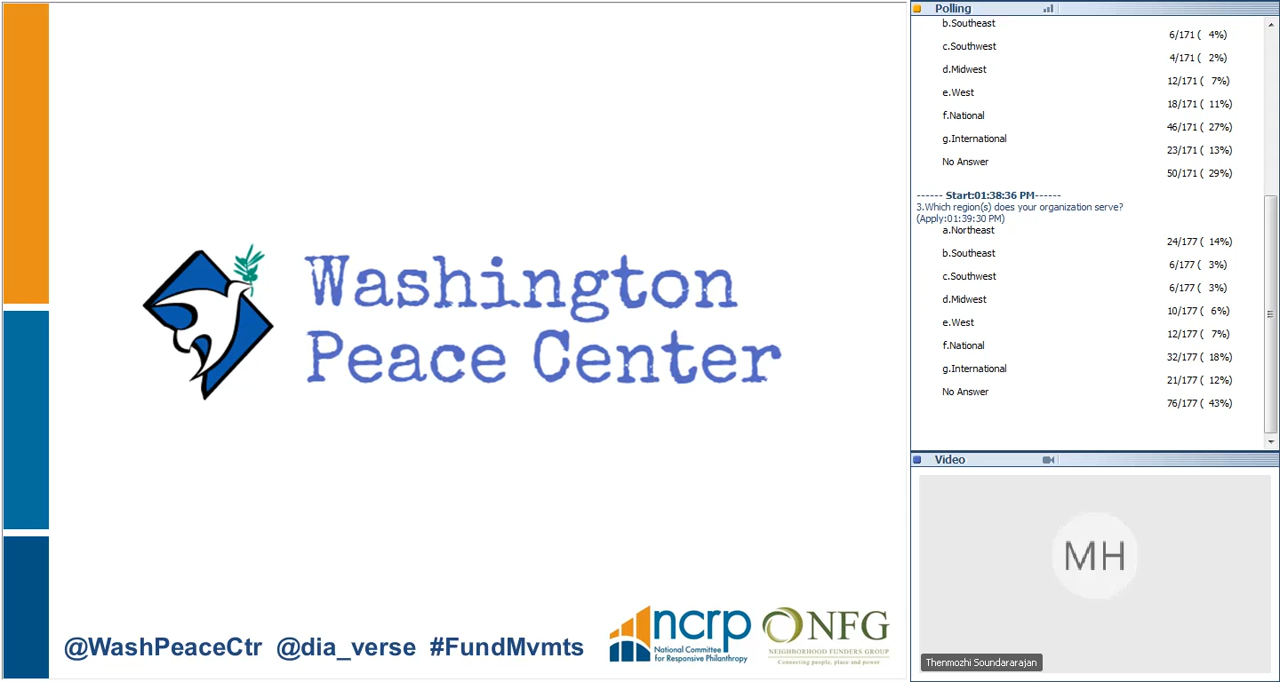 Washington
Peace Center
@WashPeaceCtr @dia_verse #FundMvmts
ncrp
National Committee
for Responsive Philanthropy
NFG
NEIGHBORHOOD FUNDERS GROUP
Connecting people, place and power
Polling
b.Southeast
6/171 ( 4%)
c.Southwest
4/171 ( 2%)
d.Midwest
12/171 ( 7%)
e.West
18/171 ( 11%)
f.National
46/171 ( 27%)
g.International
23/171 ( 13%)
No Answer
50/171 ( 29%)
------ Start:01:38:36 PM------
3.Which region(s) does your organization serve?
(Apply:01:39:30 PM)
a.Northeast
24/177 ( 14%)
b.Southeast
6/177 ( 3%)
c.Southwest
6/177 ( 3%)
d.Midwest
10/177 ( 6%)
e.West
12/177 ( 7%)
f.National
32/177 ( 18%)
g.International
21/177 ( 12%)
No Answer
76/177 ( 43%)
Video
MH
Thenmozhi Soundararajan